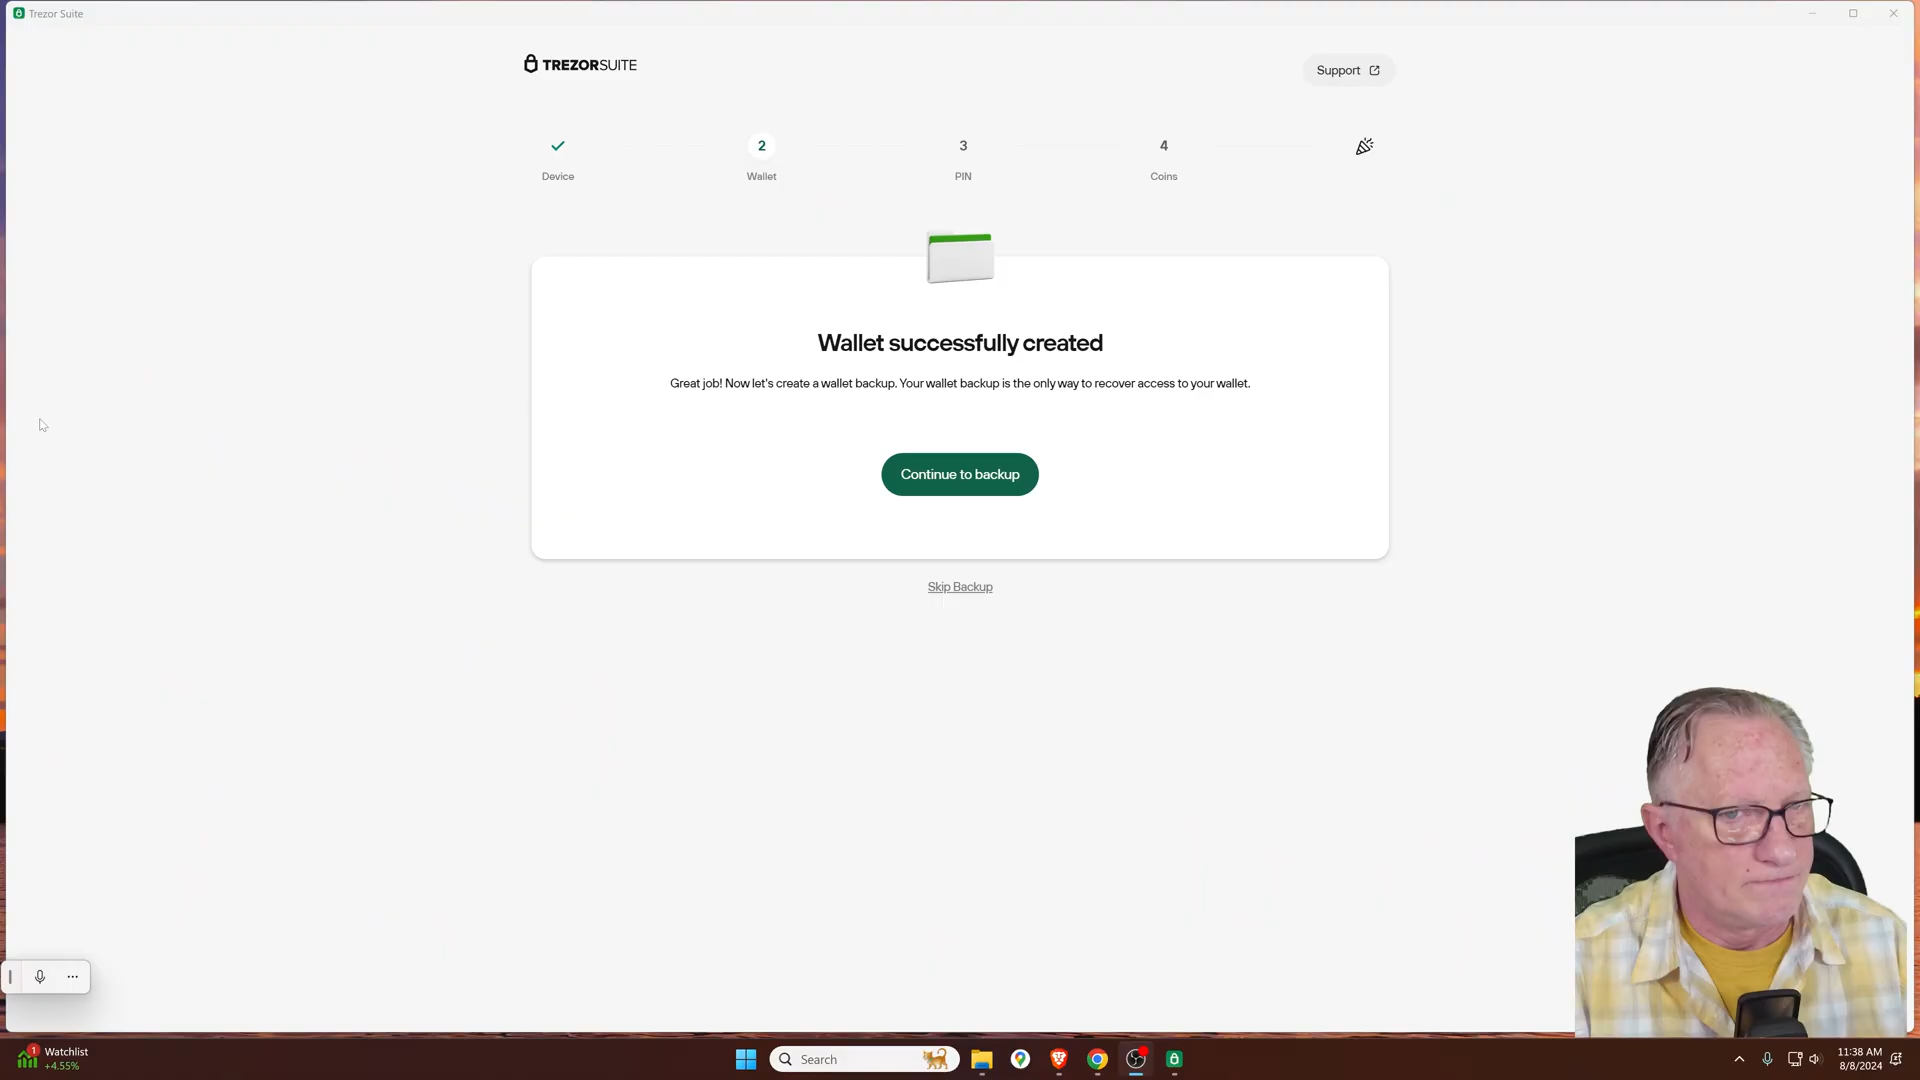 Trezor Suite
TREZORSUITE
Support
2
3
4
Device
Wallet
PIN
Coins
Wallet successfully created
Great job! Now let's create a wallet backup. Your wallet backup is the only way to recover access to your wallet.
Continue to backup
Skip Backup
1
Watchlist
+4.55%
Search
11:38 AM
8/8/2024